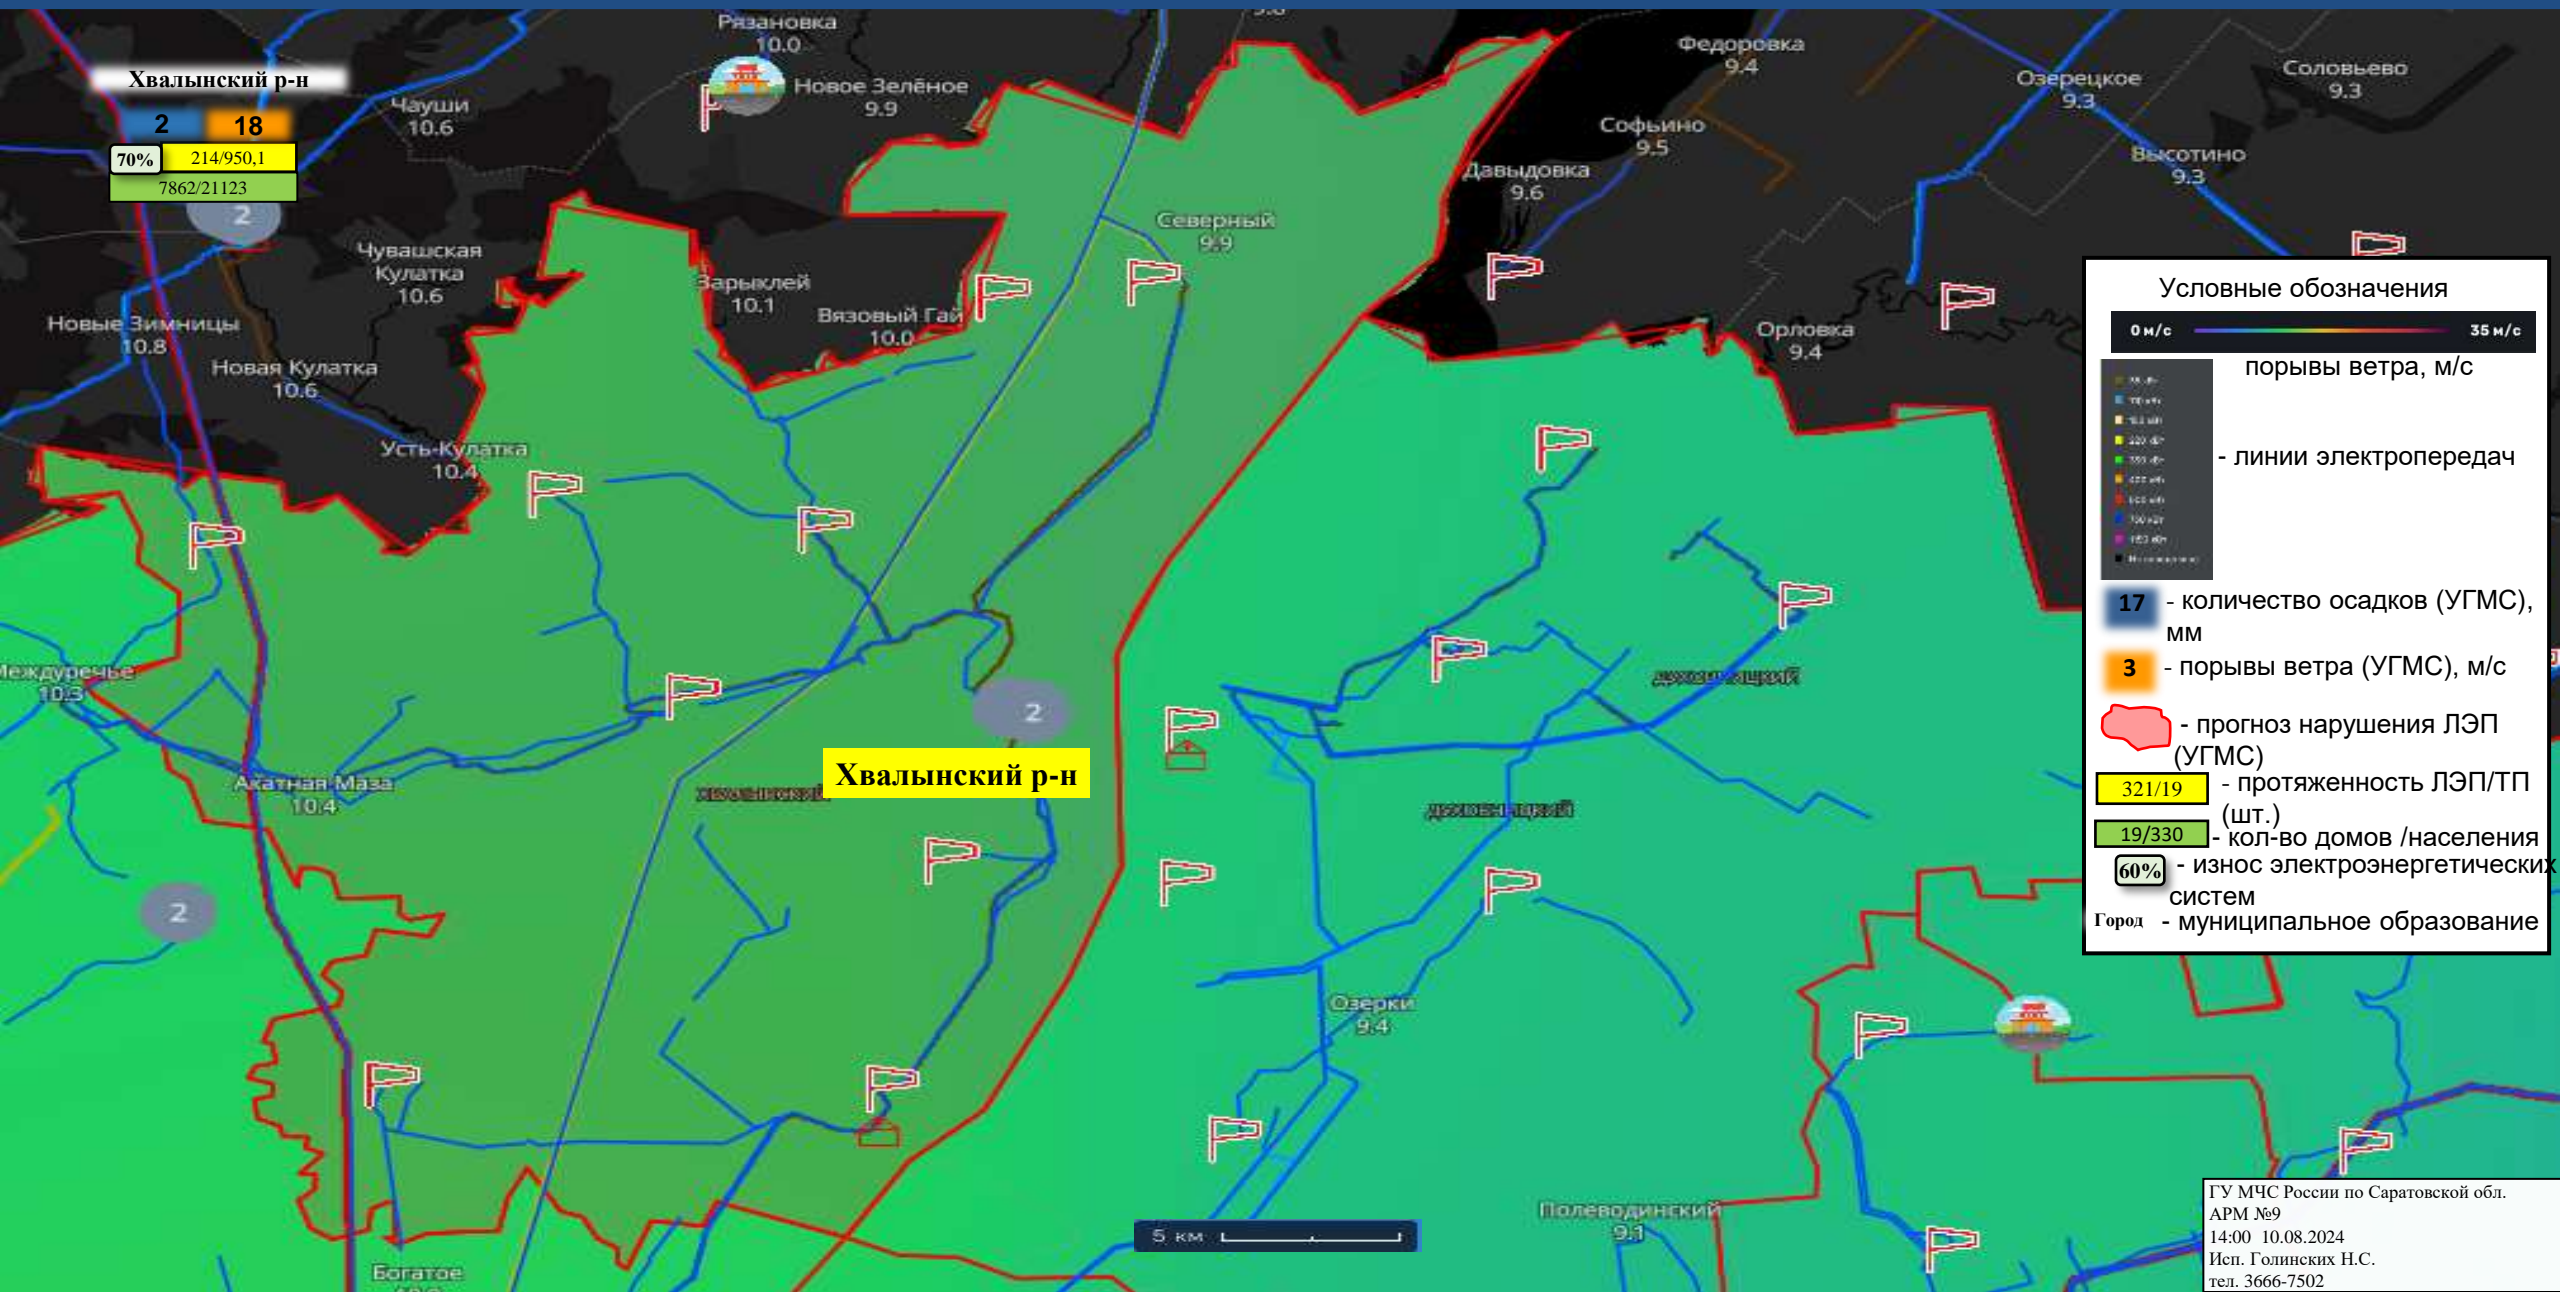 Рязановка
10.0
Хвалынский р-н
2
18
70%
214/950,1
7862/21123
2
Чауши
10.6
Новое Зелёное
9.9
Федоровка
9.4
Озерецкое
9.3
Соловьево
9.3
Софьино
9.5
Высотино
9.3
Давыдовка
9.6
Северный
9.9
Чувашская
Кулатка
10.6
Зарыклей
10.1
Вязовый Гай
10.0
Новые Зимницы
10.8
Новая Кулатка
10.6
Орловка
9.4
Усть-Кулатка
10.4
Междуречье
10.3
2
Хвалынский р-н
хвалынский
Акатная Маза
10.4
2
Озерки
9.4
Полеводинский
9.1
5 км
Богатое
Условные обозначения
0 м/с
35 м/с
порывы ветра, м/с
- линии электропередач
17 - количество осадков (УГМС),
мм
3 - порывы ветра (УГМС), м/с
- прогноз нарушения ЛЭП
(УГМС)
321/19 - протяженность ЛЭП/ТП
(шт.)
19/330 - кол-во домов /населения
60% - износ электроэнергетических
систем
Город - муниципальное образование
ГУ МЧС России по Саратовской обл.
АРМ №9
14:00 10.08.2024
Исп. Голинских Н.С.
тел. 3666-7502